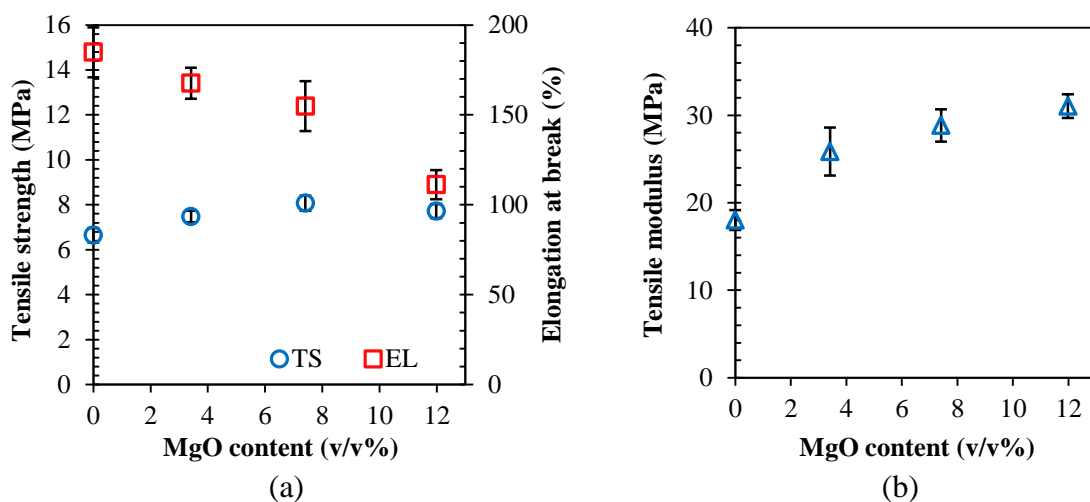 16
14
12
10
8
6
4
2
0
Tensile strength (MPa)
200
150
100
50
0
Elongation at break (%)
TS
EL
0 2 4 6 8 10 12
MgO content (v/v%)
(a)
40
30
20
10
0
Tensile modulus (MPa)
0 2 4 6 8 10 12
MgO content (v/v%)
(b)